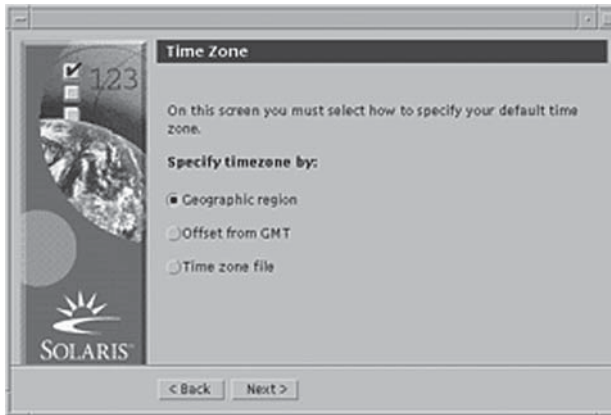 Time Zone
123
On this screen you must select how to specify your default time
zone.
Specify timezone by:
Geographic region
Offset from GMT
Time zone file
SOLARIS™
< Back
Next >